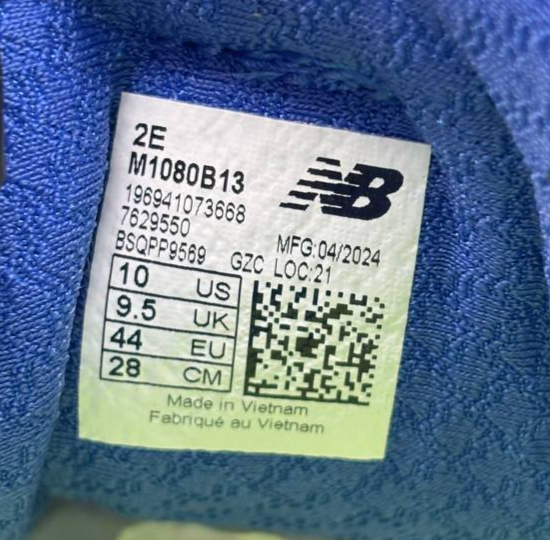 2E
M1080B13
196941073668
7629550
BSQPP9569
NB
MFG:04/2024
GZC LOC:21
10 US
9.5 UK
44 EU
28 CM
Made in Vietnam
Fabriqué au Vietnam